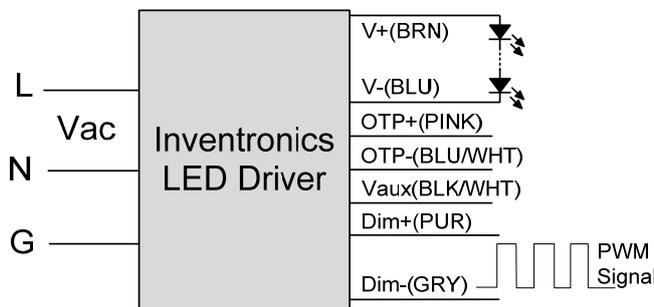 V+(BRN)
L
V-(BLU)
Vac
OTP+(PINK)
Inventronics
LED Driver
N
OTP-(BLU/WHT)
Vaux(BLK/WHT)
Dim+(PUR)
G
PWM
Signal
Dim-(GRY)